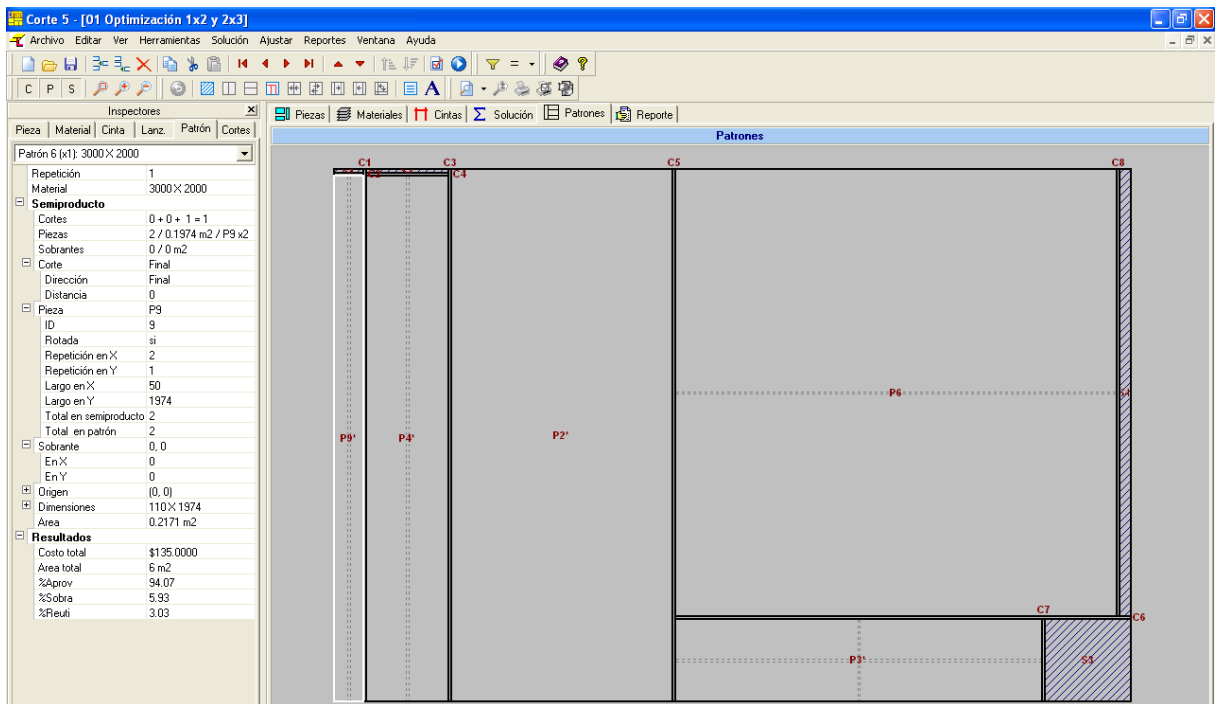 Corte 5 - [01 Optimización 1x2 y 2x3]
Archivo Editar Ver Herramientas Solución Ajustar Reportes Ventana Ayuda
C P S A
Inspectores
Pieza Material Cinta Lanz. Patrón Cortes
Piezas Materiales Cintas Solución Patrones Reporte
Patrones
Patrón 6 (x1): 3000 X 2000
Repetición 1
Material 3000 X 2000
Semiproducto
Cortes 0 + 0 + 1 = 1
Piezas 2 / 0.1974 m2 / P9 x2
Sobrantes 0 / 0 m2
Corte Final
Dirección Final
Distancia 0
Pieza P9
ID 9
Rotada si
Repetición en X 2
Repetición en Y 1
Largo en X 50
Largo en Y 1974
Total en semiproducto 2
Total en patrón 2
Sobrante 0, 0
En X 0
En Y 0
Origen (0, 0)
Dimensiones 110 X 1974
Area 0.2171 m2
Resultados
Costo total $135.0000
Area total 6 m2
%Aprov 94.07
%Sobra 5.93
%Reuti 3.03
C1 C3 C5 C8
C4
P6
P9* P4* P2*
C7
C6
P3* S3